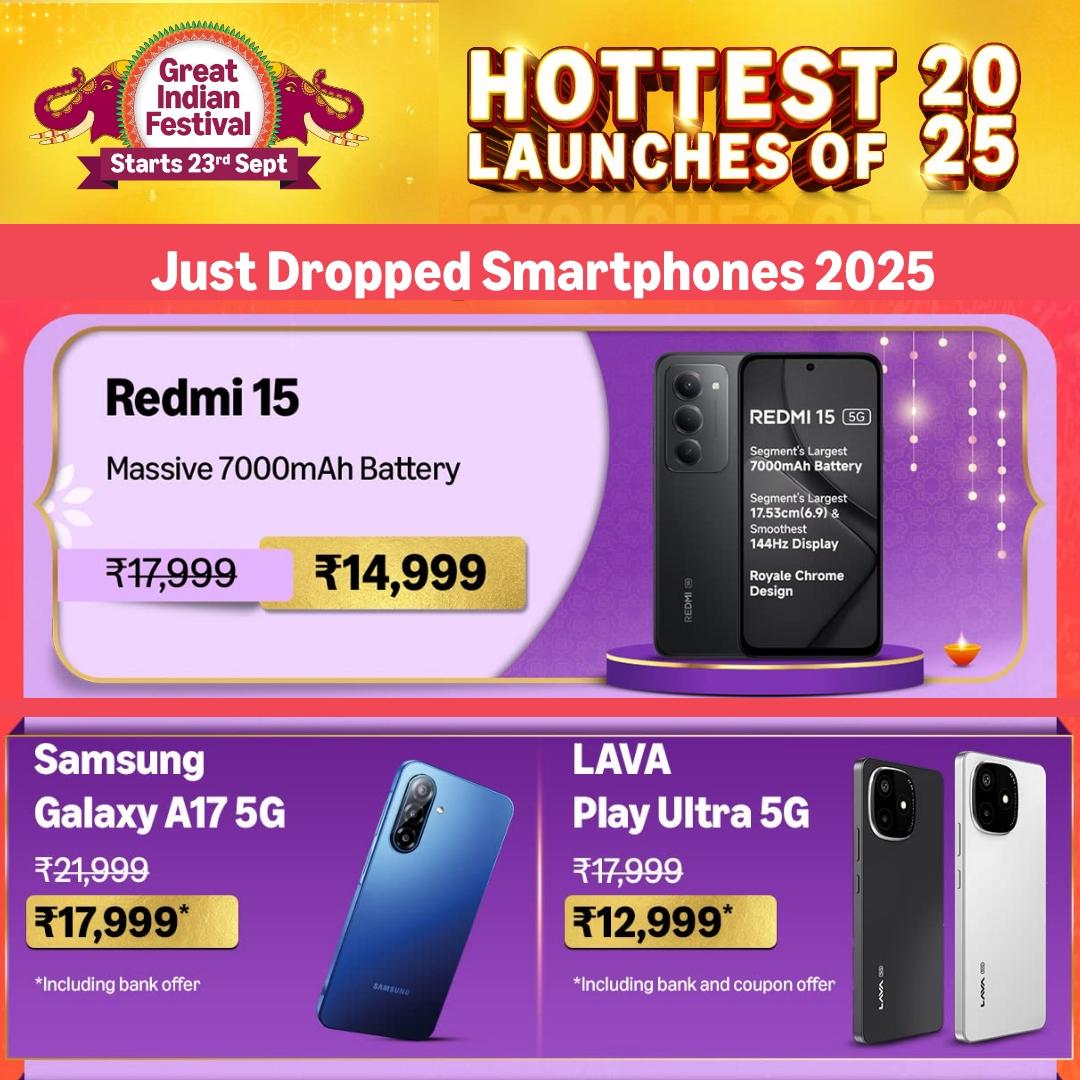 Great
Indian
Festival
Starts 23rd Sept
HOTTEST
LAUNCHES OF
20
25
Just Dropped Smartphones 2025
Redmi 15
Massive 7000mAh Battery
₹17,999
₹14,999
REDMI 15 5G
Segment's Largest
7000mAh Battery
Segment's Largest
17.53cm(6.9) &
Smoothest
144Hz Display
Royale Chrome
Design
REDMI
Samsung
Galaxy A17 5G
₹21,999
₹17,999*
*Including bank offer
SAMSUNG
LAVA
Play Ultra 5G
₹17,999
₹12,999*
*Including bank and coupon offer
LAVA
LAVA